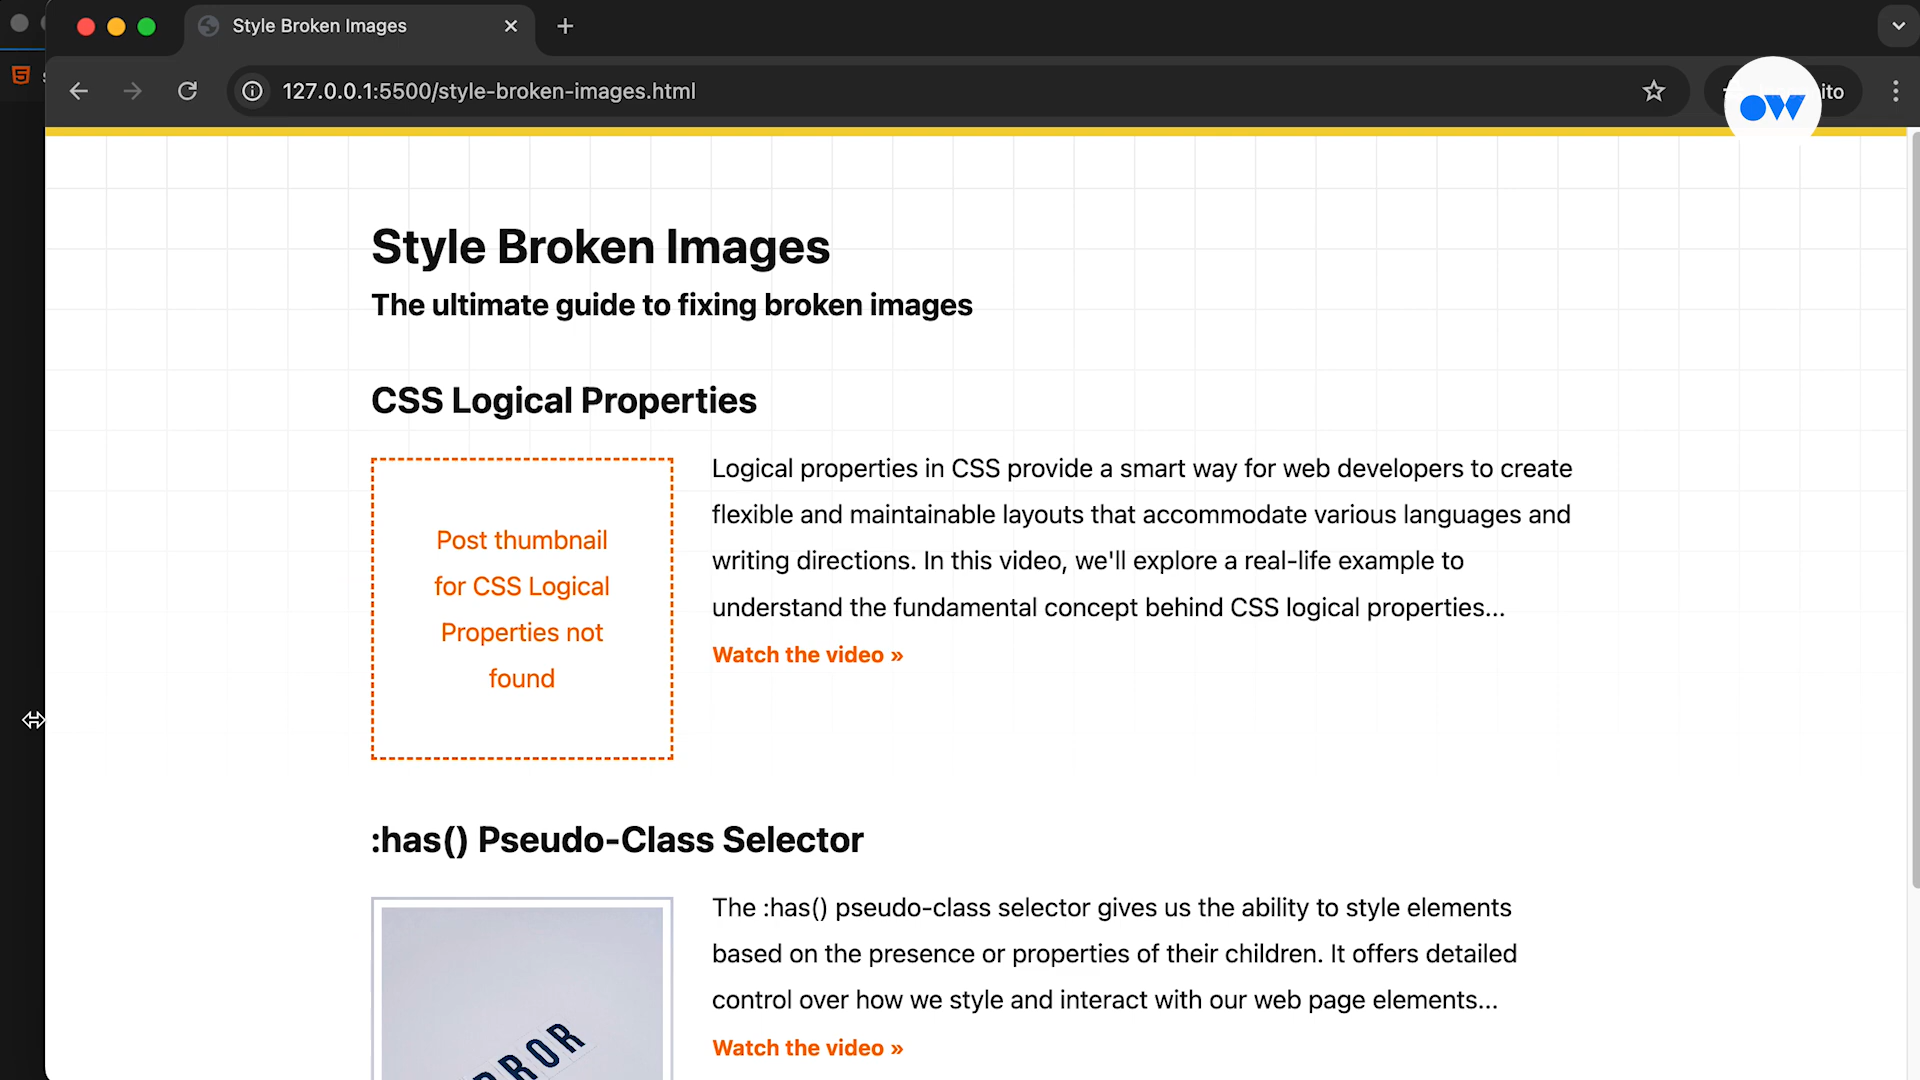 Style Broken Images
127.0.0.1:5500/style-broken-images.html
ito
OW
Style Broken Images
The ultimate guide to fixing broken images
CSS Logical Properties
Post thumbnail
for CSS Logical
Properties not
found
Logical properties in CSS provide a smart way for web developers to create
flexible and maintainable layouts that accommodate various languages and
writing directions. In this video, we'll explore a real-life example to
understand the fundamental concept behind CSS logical properties...
Watch the video »
:has() Pseudo-Class Selector
The :has() pseudo-class selector gives us the ability to style elements
based on the presence or properties of their children. It offers detailed
control over how we style and interact with our web page elements...
Watch the video »